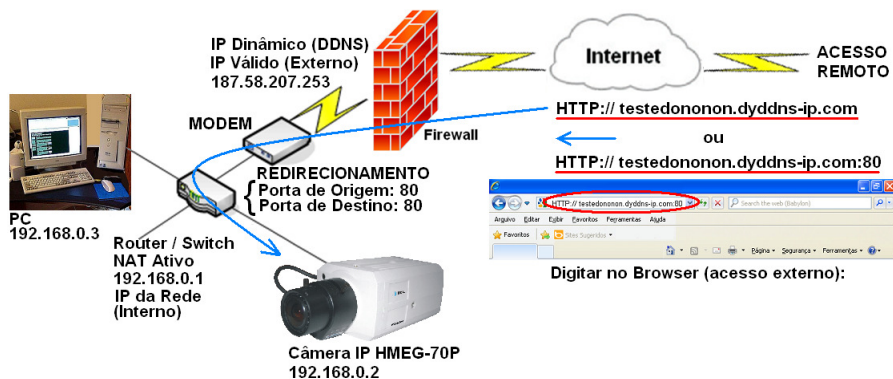 IP Dinâmico (DDNS)
IP Válido (Externo)
187.58.207.253
Internet
ACESSO
REMOTO
HTTP:// testedononon.dyddns-ip.com
ou
HTTP:// testedononon.dyddns-ip.com:80
MODEM
Firewall
REDIRECIONAMENTO
{ Porta de Origem: 80
Porta de Destino: 80
PC
192.168.0.3
Router / Switch
NAT Ativo
192.168.0.1
IP da Rede
(Interno)
HTTP:// testedononon.dyddns-ip.com:80
Search the web (Babylon)
Arquivo Editar Exibir Favoritos Ferramentas Ajuda
Favoritos Sites Sugeridos
Página Segurança Ferramentas
Digitar no Browser (acesso externo):
Câmera IP HMEG-70P
192.168.0.2